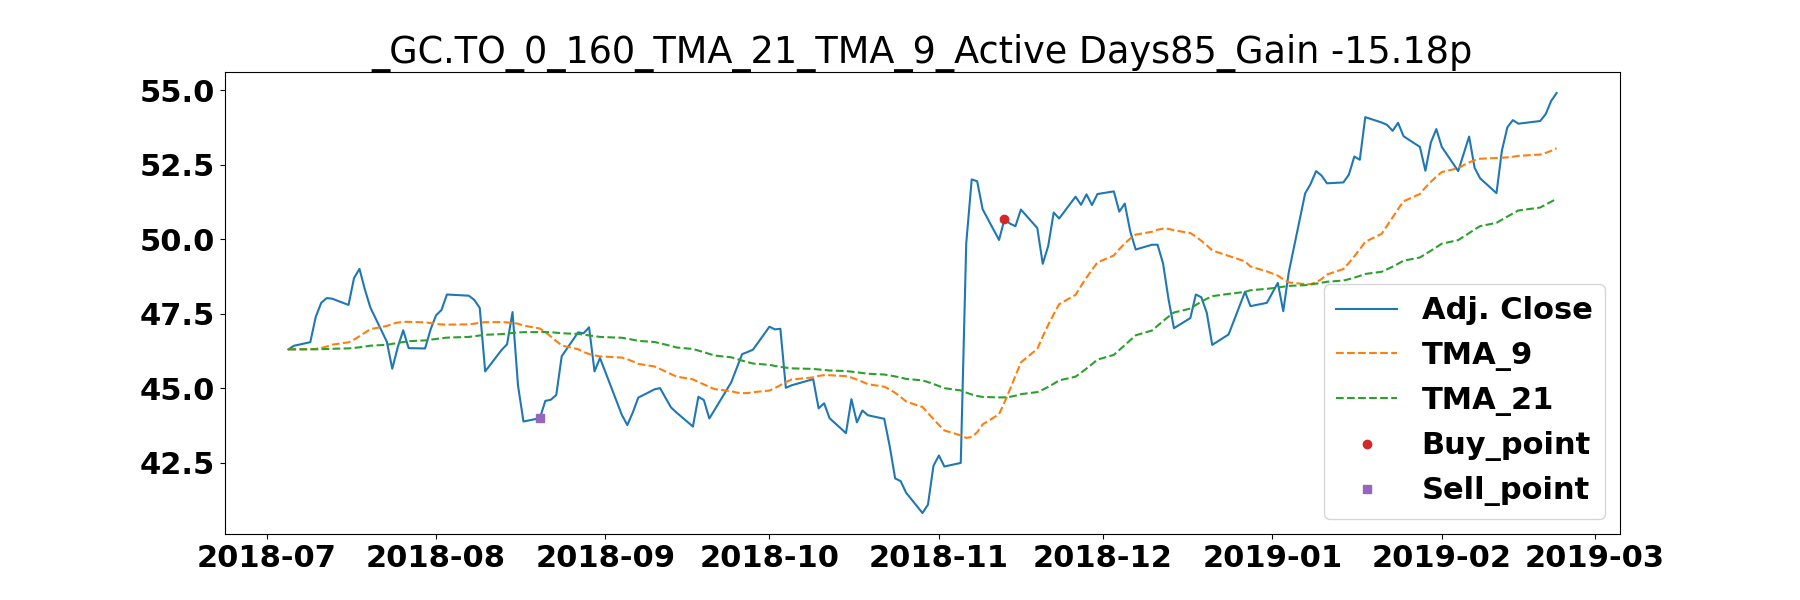 _GC.TO_0_160_TMA_21_TMA_9_Active Days85_Gain -15.18p
55.0
52.5
50.0
47.5
45.0
42.5
Adj. Close
TMA_9
TMA_21
Buy_point
Sell_point
2018-07 2018-08 2018-09 2018-10 2018-11 2018-12 2019-01 2019-02 2019-03